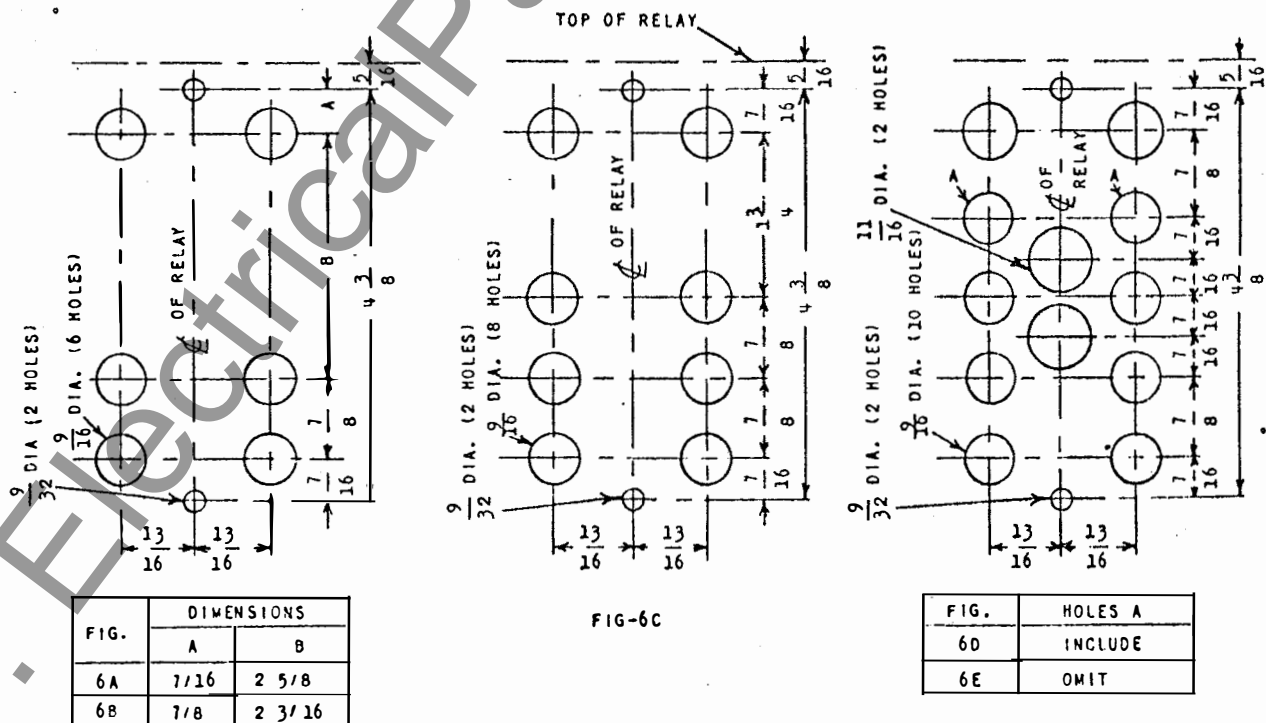 TOP OF RELAY
5/16
A
8
4 3/8
7/8
7/16
℄ OF RELAY
9/16 DIA. (6 HOLES)
9/32 DIA (2 HOLES)
13/16 13/16
FIG. DIMENSIONS
A B
6A 7/16 2 5/8
6B 7/8 2 3/16
5/16
7/16
1 3/4
4 3/8
7/8
7/8
7/16
℄ OF RELAY
9/16 DIA. (8 HOLES)
9/32 DIA. (2 HOLES)
13/16 13/16
FIG-6C
5/16
7/16
7/8
7/16
7/16
7/16
7/16
7/8
7/16
4 3/8
A A
℄ OF RELAY
11/16 DIA. (2 HOLES)
9/16 DIA. (10 HOLES)
9/32 DIA. (2 HOLES)
13/16 13/16
FIG. HOLES A
6D INCLUDE
6E OMIT
. ElectricalPa